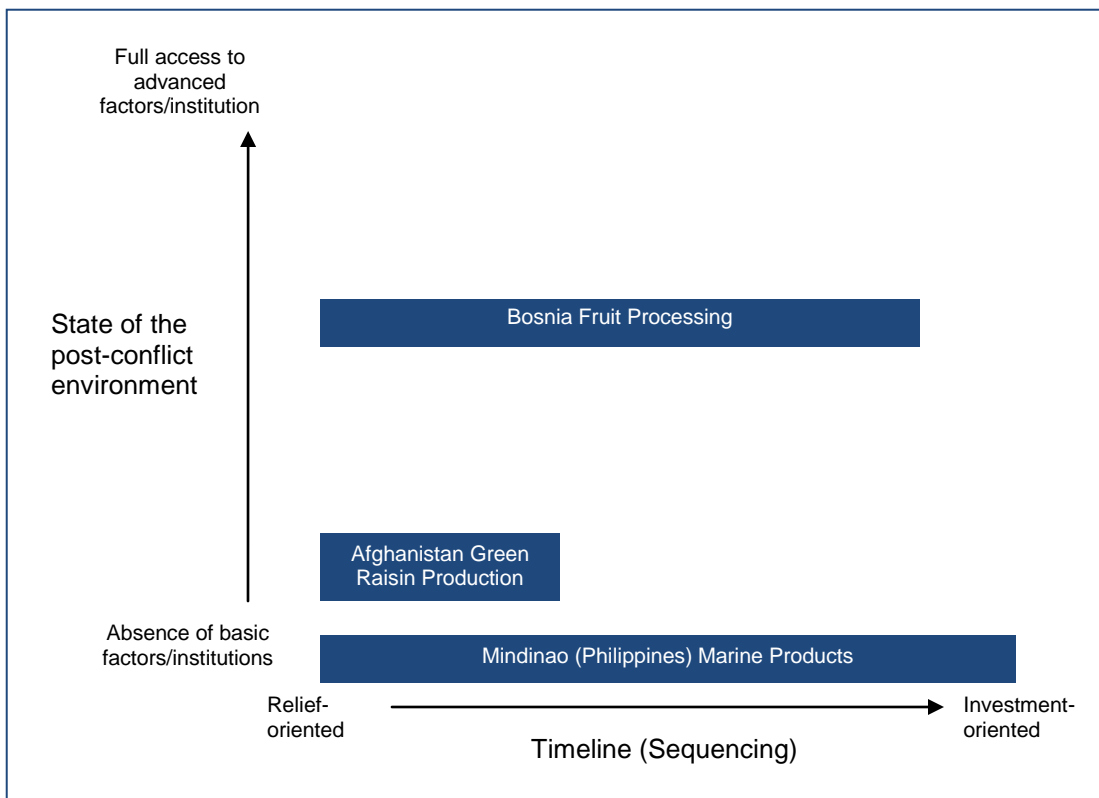 Full access to
advanced
factors/institution
State of the
post-conflict
environment
Bosnia Fruit Processing
Afghanistan Green
Raisin Production
Absence of basic
factors/institutions
Mindinao (Philippines) Marine Products
Relief-
oriented
Investment-
oriented
Timeline (Sequencing)